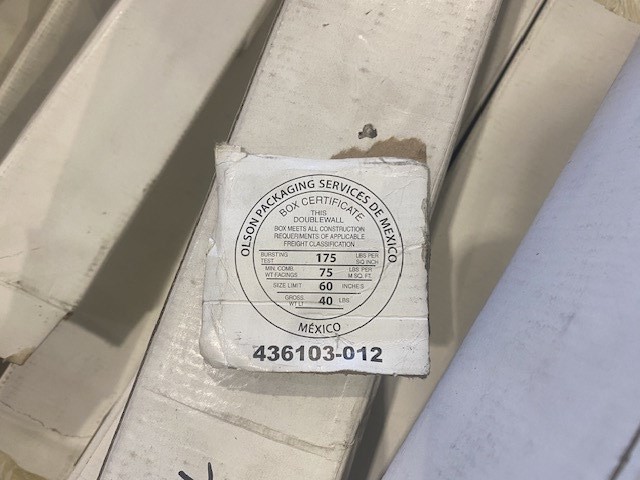 OLSON PACKAGING SERVICES DE MEXICO
BOX CERTIFICATE
THIS
DOUBLEWALL
BOX MEETS ALL CONSTRUCTION
REQUERIMENTS OF APPLICABLE
FREIGHT CLASSIFICATION
BURSTING TEST 175 LBS PER SQ INCH
MIN. COMB. WT FACINGS 75 LBS PER M SQ. FT.
SIZE LIMIT 60 INCHES
GROSS WT LT 40 LBS.
MÉXICO
436103-012